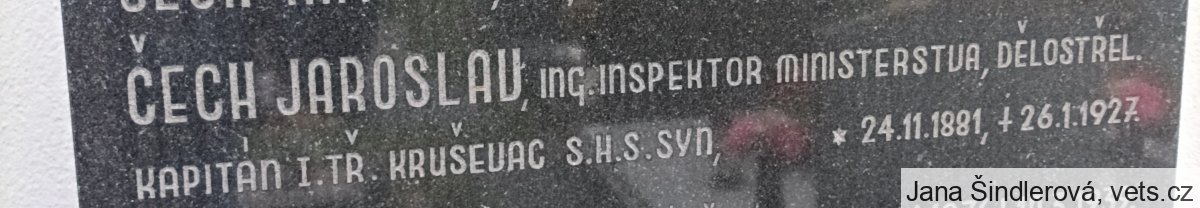 ČECH JAROSLAV, ING. INSPEKTOR MINISTERSTVA, DĚLOSTŘEL.
KAPITÁN I. TŘ. KRUŠEVAC S.H.S. SYN, * 24.11.1881, + 26.1.1927.
Jana Šindlerová, vets.cz